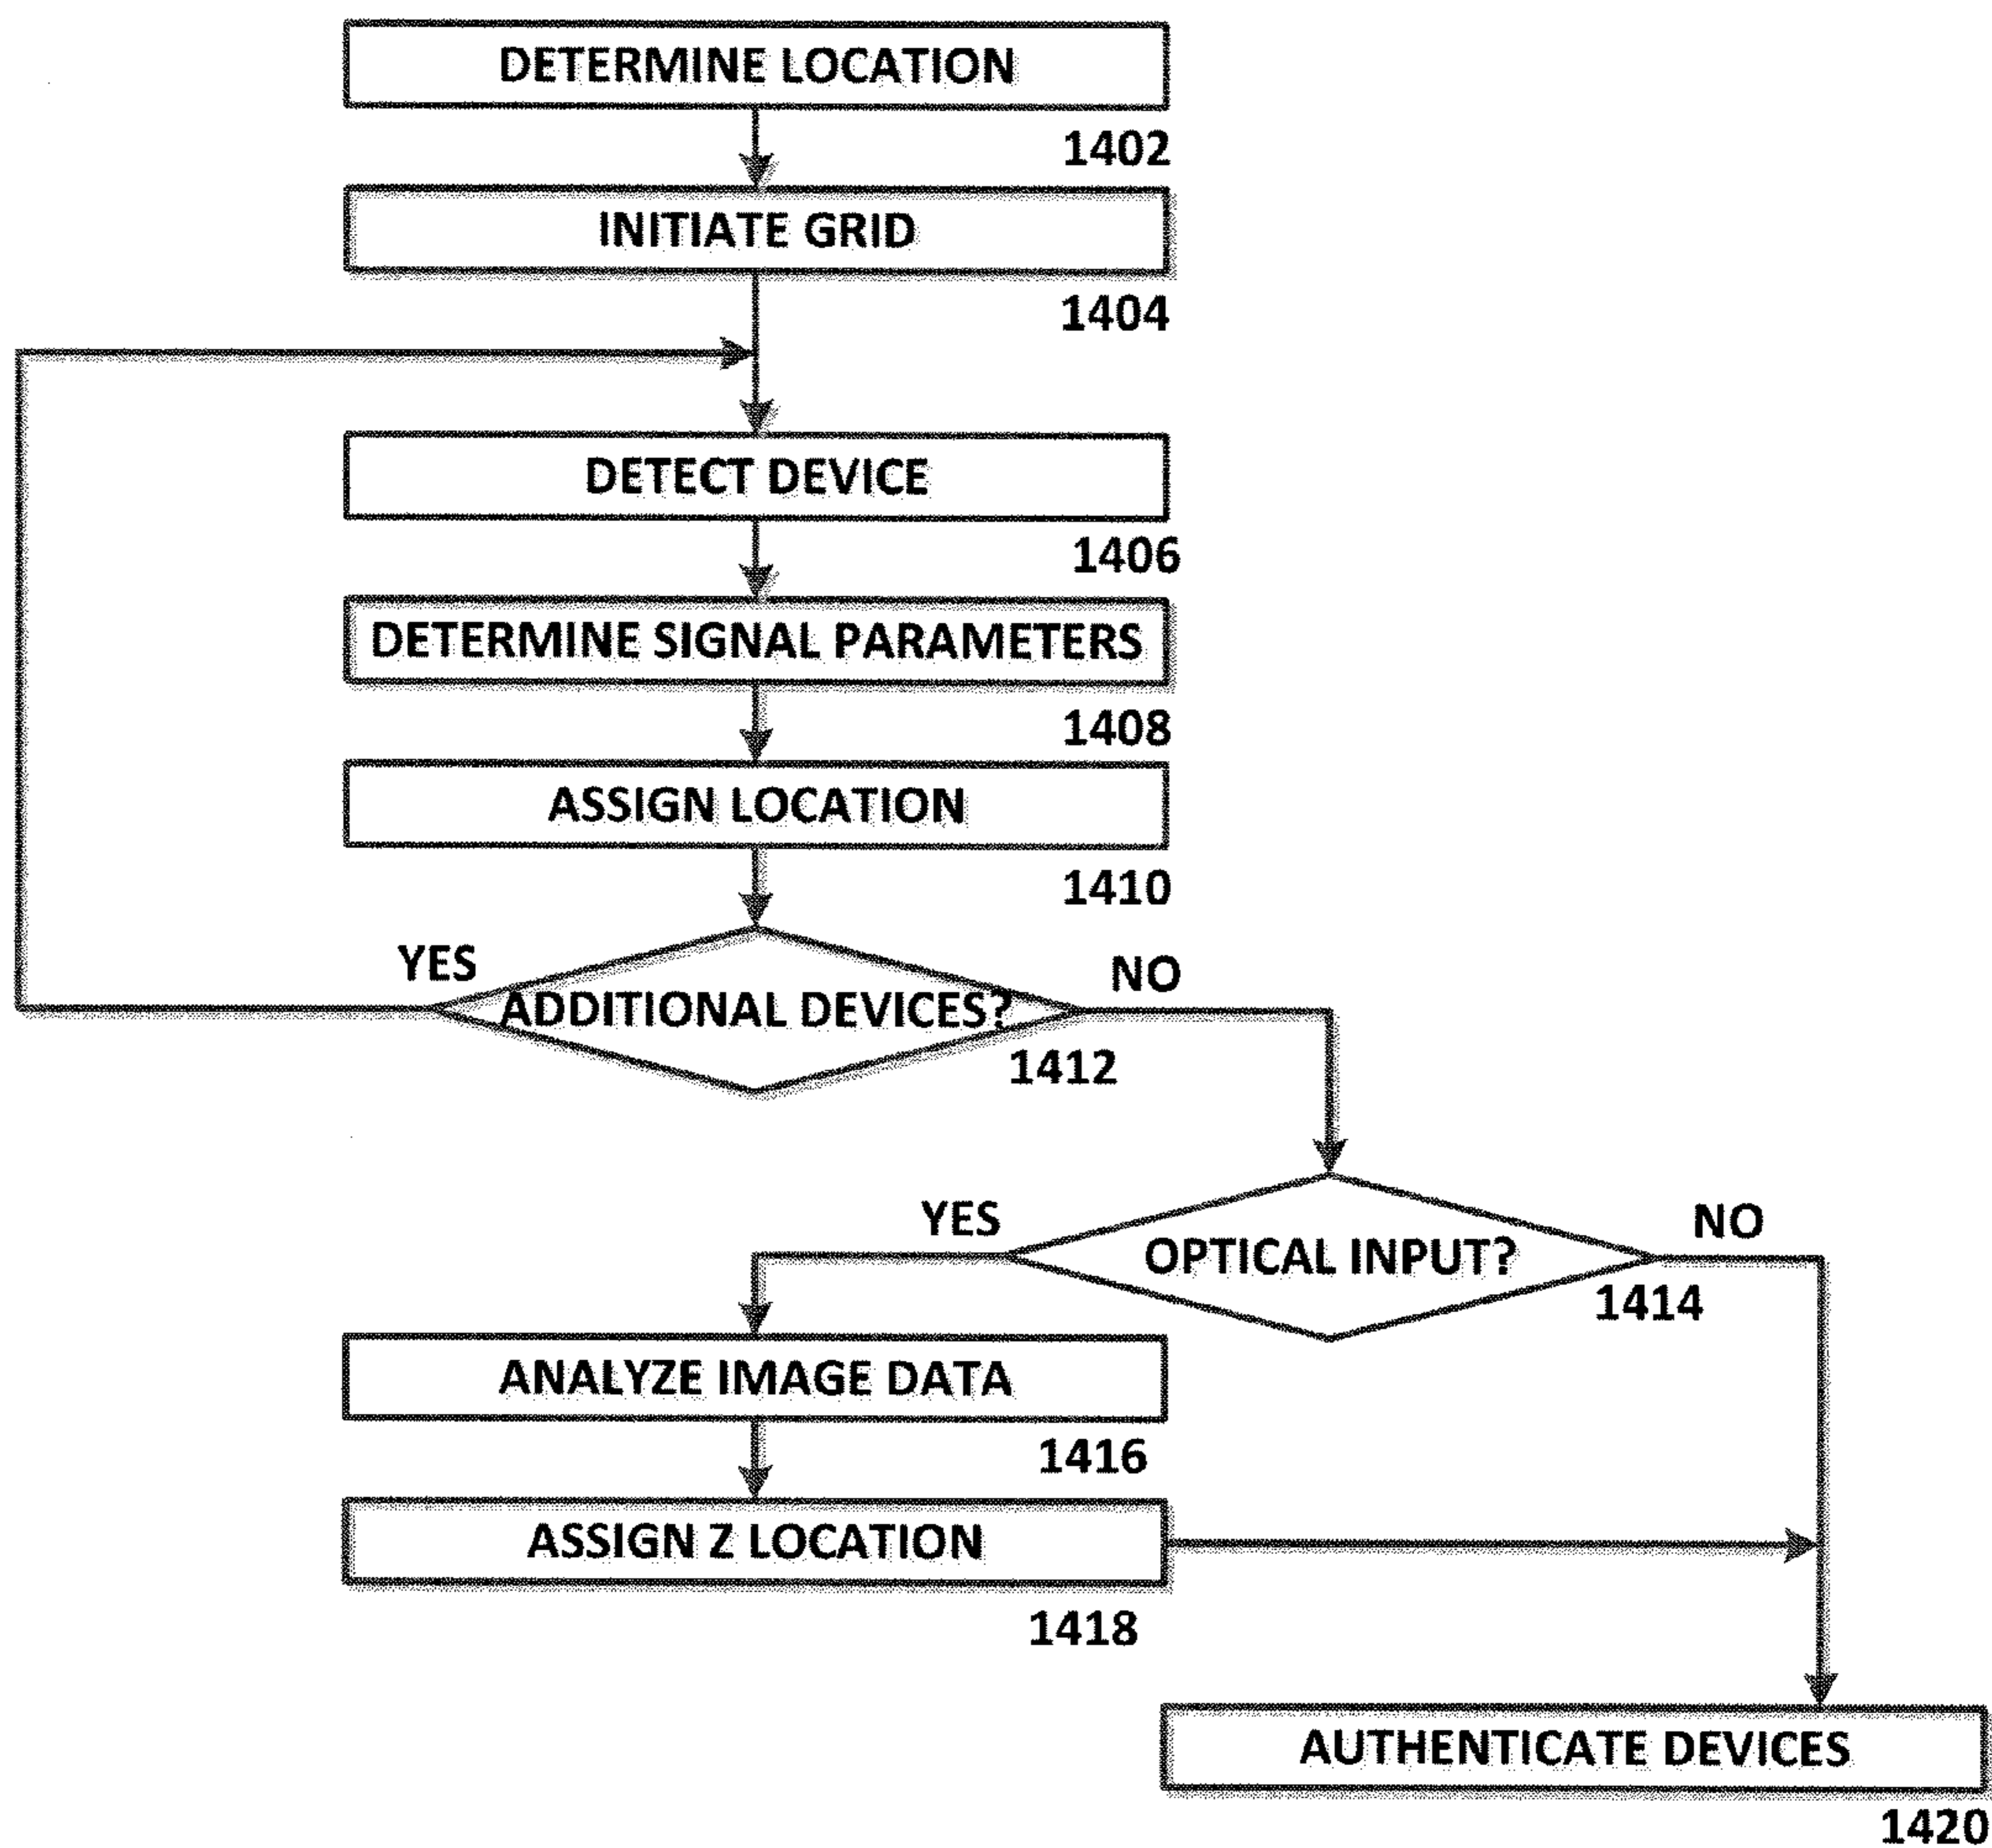 DETERMINE LOCATION
1402
INITIATE GRID
1404
DETECT DEVICE
1406
DETERMINE SIGNAL PARAMETERS
1408
ASSIGN LOCATION
1410
YES
NO
ADDITIONAL DEVICES?
1412
YES
NO
OPTICAL INPUT?
1414
ANALYZE IMAGE DATA
1416
ASSIGN Z LOCATION
1418
AUTHENTICATE DEVICES
1420